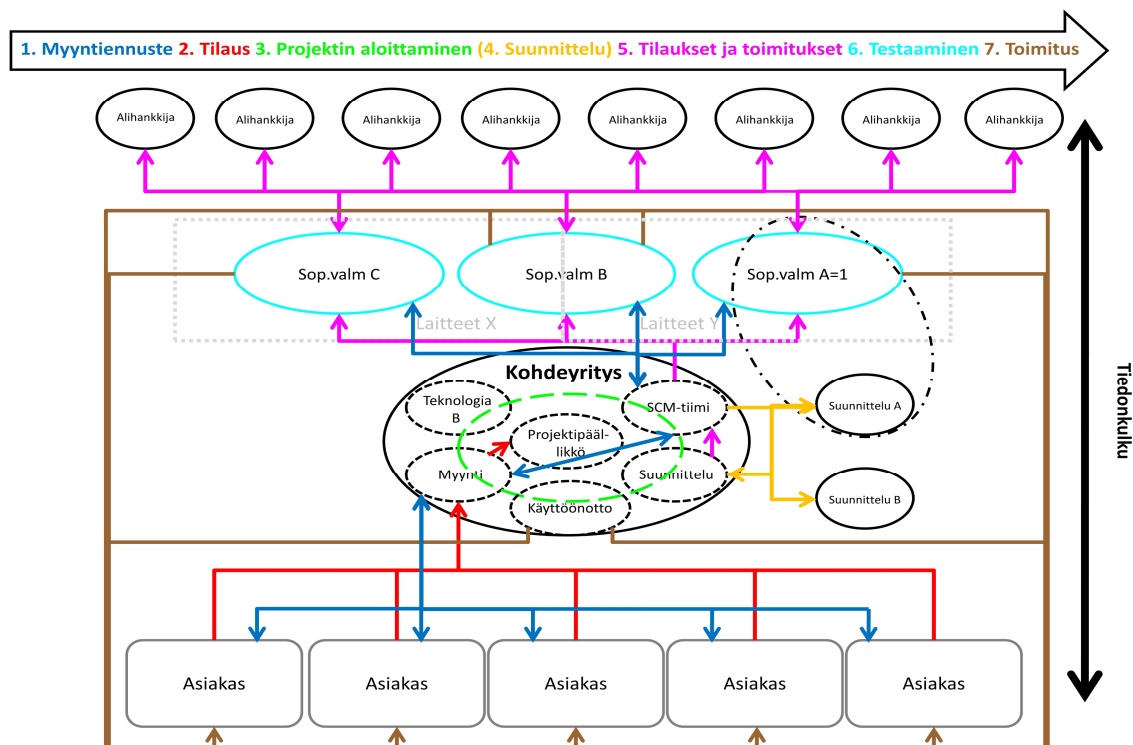 1. Myyntiennuste 2. Tilaus 3. Projektin aloittaminen (4. Suunnittelu) 5. Tilaukset ja toimitukset 6. Testaaminen 7. Toimitus
Alihankkija Alihankkija Alihankkija Alihankkija Alihankkija Alihankkija Alihankkija Alihankkija
Sop.valm C Sop.valm B Sop.valm A=1
Laitteet X Laitteet Y
Kohdeyritys
Teknologia
B
SCM-tiimi
Projektipääl-
likkö
Myynti
Suunnittelu
Käyttöönotto
Suunnittelu A
Suunnittelu B
Tiedonkulku
Asiakas Asiakas Asiakas Asiakas Asiakas